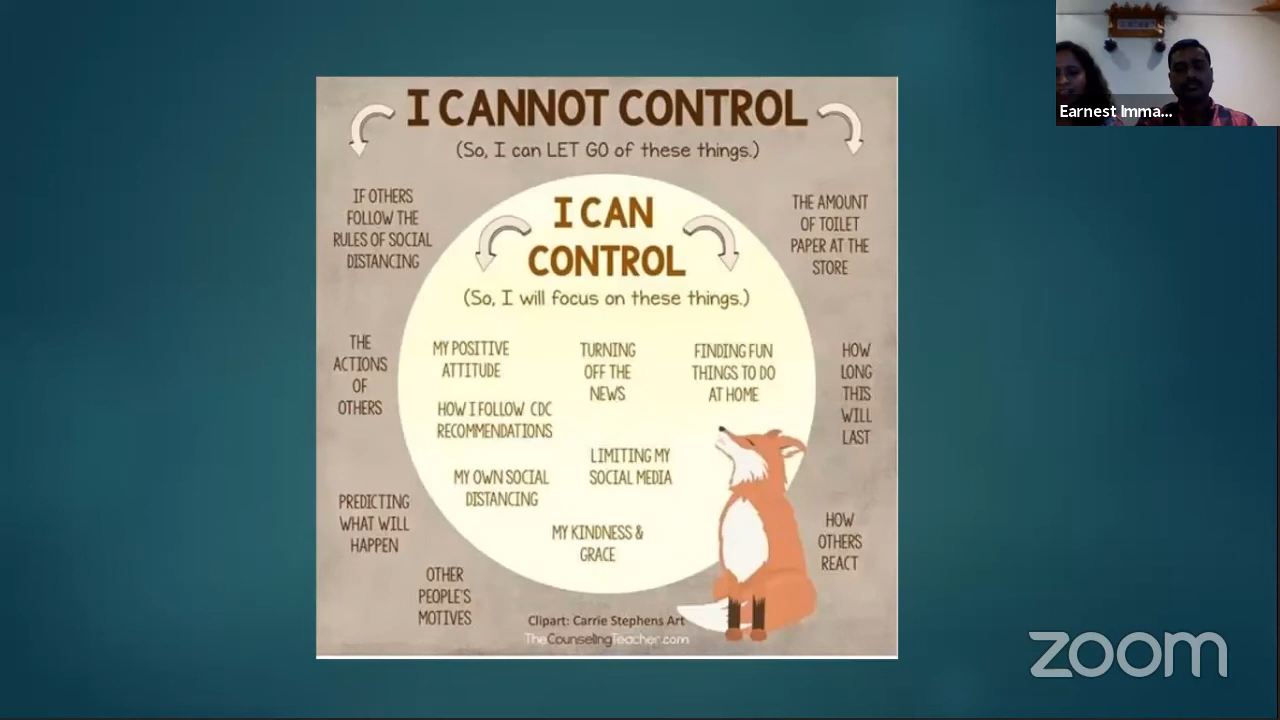 I CANNOT CONTROL
(So, I can LET GO of these things.)
IF OTHERS
FOLLOW THE
RULES OF SOCIAL
DISTANCING
THE AMOUNT
OF TOILET
PAPER AT THE
STORE
I CAN
CONTROL
(So, I will focus on these things.)
THE
ACTIONS
OF
OTHERS
MY POSITIVE
ATTITUDE
TURNING
OFF THE
NEWS
FINDING FUN
THINGS TO DO
AT HOME
HOW
LONG
THIS
WILL
LAST
HOW I FOLLOW CDC
RECOMMENDATIONS
LIMITING MY
SOCIAL MEDIA
MY OWN SOCIAL
DISTANCING
PREDICTING
WHAT WILL
HAPPEN
MY KINDNESS &
GRACE
HOW
OTHERS
REACT
OTHER
PEOPLE'S
MOTIVES
Clipart: Carrie Stephens Art
TheCounselingTeacher.com
Earnest Imma...
zoom